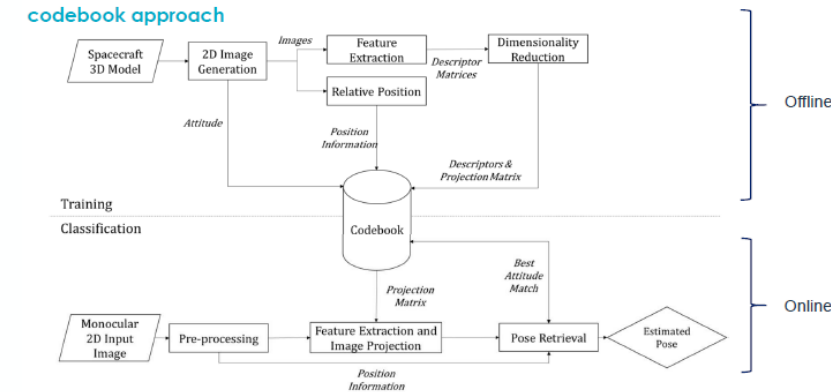 codebook approach
Spacecraft
3D Model
2D Image
Generation
Images
Feature
Extraction
Descriptor
Matrices
Dimensionality
Reduction
Relative Position
Attitude
Position
Information
Descriptors &
Projection Matrix
Offline
Training
Classification
Codebook
Projection
Matrix
Best
Attitude
Match
Online
Monocular
2D Input
Image
Pre-processing
Feature Extraction and
Image Projection
Pose Retrieval
Estimated
Pose
Position
Information